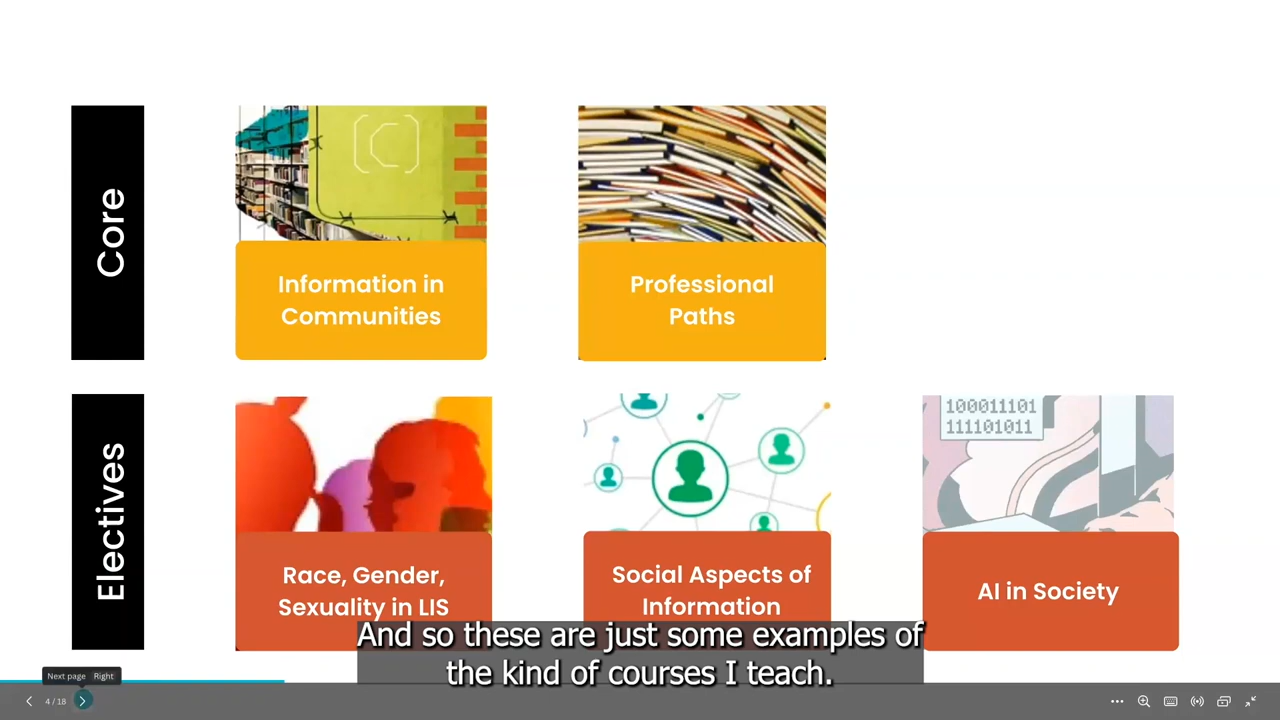 Core
Information in
Communities
Professional
Paths
Electives
100011101
111101011
Race, Gender,
Sexuality in LIS
Social Aspects of
Information
AI in Society
And so these are just some examples of
the kind of courses I teach.
Next page Right
4 / 18